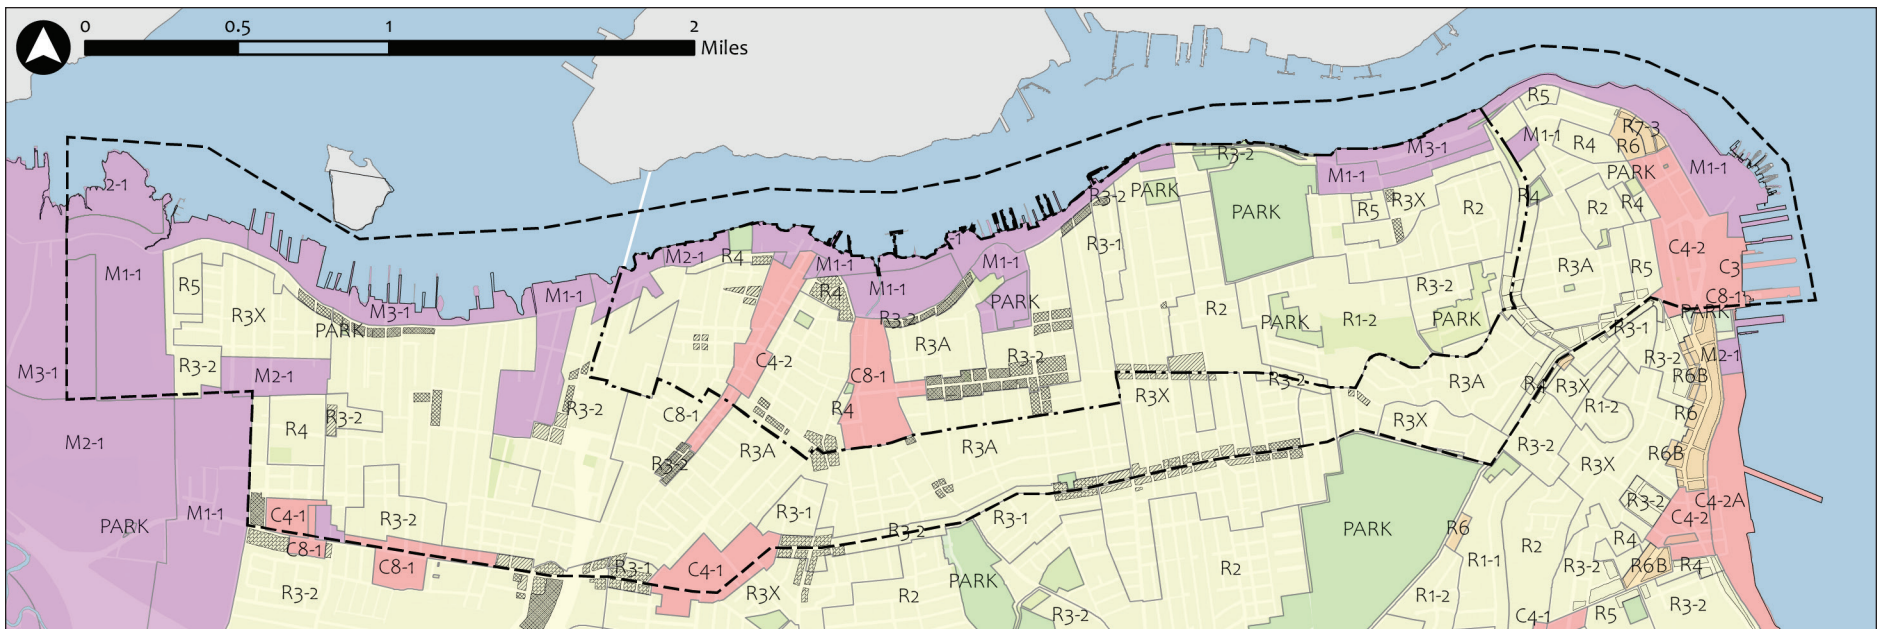 0 0.5 1 2
Miles
R5
R7-3
M1-1
R4
R6
M3-1
R3-2
M1-1
PARK
M1-1
2-1
R3-2
PARK
R5
R3X
R2
R4
R2
R4
PARK
R3-1
C4-2
M2-1
R4
M1-1
M1-1
C3
M1-1
R5
M1-1
M1-1
R4
PARK
R3-2
R3A
R5
C8-1
R3X
PARK
M3-1
R3-2
R2
PARK
R1-2
PARK
PARK
R3-1
R3A
R3-2
R3-2
M2-1
R3-2
C4-2
M3-1
M2-1
C8-1
R3-2
R3A
R4
R3X
R6B
R3X
R1-2
R3-2
R3-2
C8-1
R4
R3X
R6
R4
M2-1
R3A
R3A
R3-2
R6B
R3-2
R3X
R3-2
C4-2A
C4-2
PARK
M1-1
C4-1
R3-2
R3-1
R3-2
R3-1
PARK
R6
R4
C8-1
C8-1
R3-1
C4-1
R2
R2
R1-1
R3-2
R6B
R4
PARK
R3-2
R3X
R2
R3-2
R1-2
C4-1
R5
R3-2